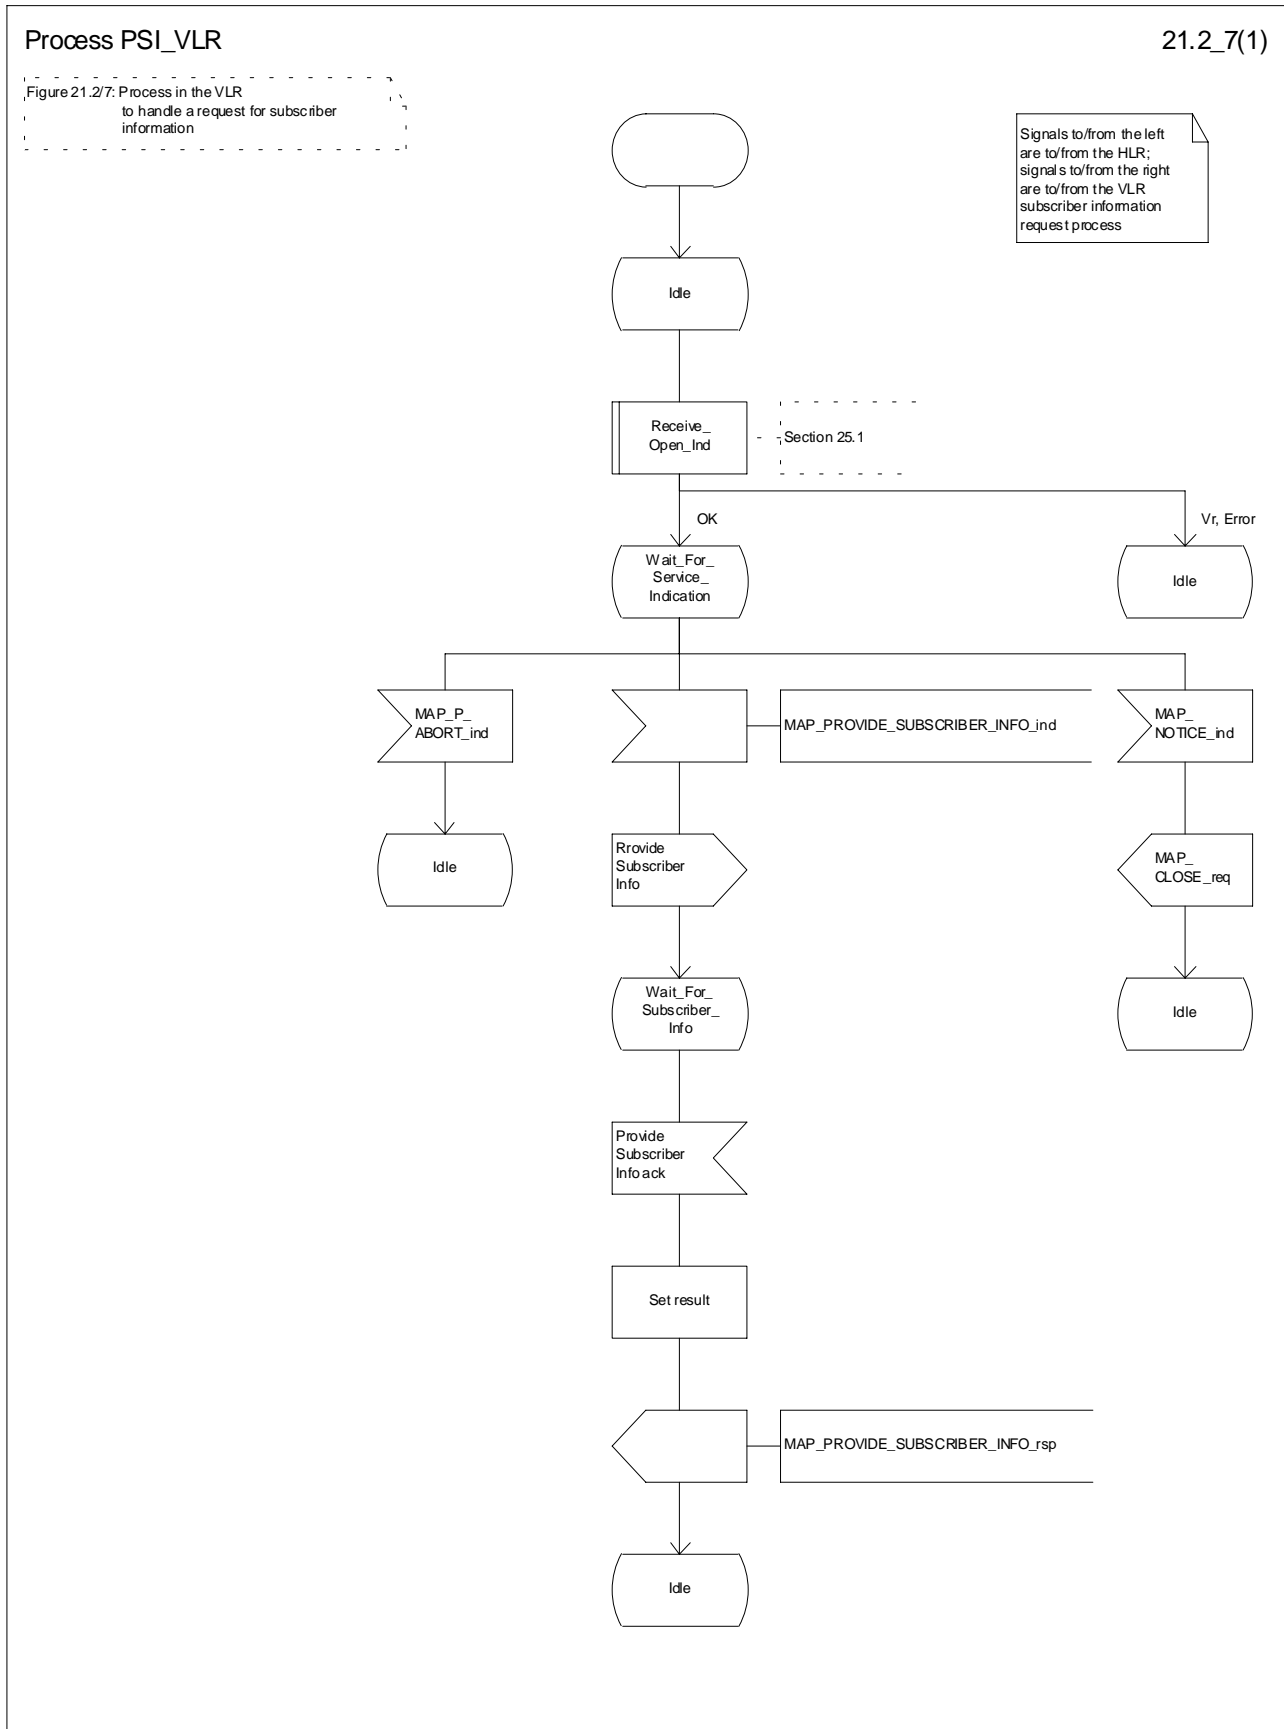 Process PSI_VLR
21.2_7(1)
Figure 21.2/7: Process in the VLR
to handle a request for subscriber
information
Signals to/from the left
are to/from the HLR;
signals to/from the right
are to/from the VLR
subscriber information
request process
Idle
Receive_
Open_Ind
Section 25.1
OK
Vr, Error
Wait_For_
Service_
Indication
Idle
MAP_P_
ABORT_ind
MAP_PROVIDE_SUBSCRIBER_INFO_ind
MAP_
NOTICE_ind
Idle
Rrovide
Subscriber
Info
MAP_
CLOSE_req
Wait_For_
Subscriber_
Info
Idle
Provide
Subscriber
Info ack
Set result
MAP_PROVIDE_SUBSCRIBER_INFO_rsp
Idle